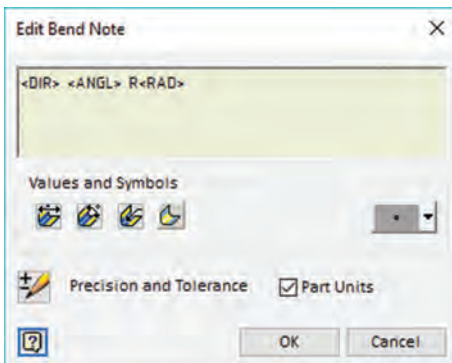 Edit Bend Note
<DIR> <ANGL> R<RAD>
Values and Symbols
Precision and Tolerance
Part Units
OK
Cancel